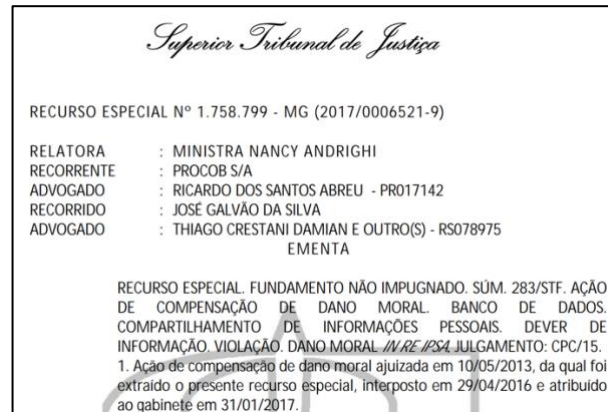 Superior Tribunal de Justiça
RECURSO ESPECIAL Nº 1.758.799 - MG (2017/0006521-9)
RELATORA : MINISTRA NANCY ANDRIGHI
RECORRENTE : PROCOB S/A
ADVOGADO : RICARDO DOS SANTOS ABREU - PR017142
RECORRIDO : JOSÉ GALVÃO DA SILVA
ADVOGADO : THIAGO CRESTANI DAMIAN E OUTRO(S) - RS078975
EMENTA
RECURSO ESPECIAL. FUNDAMENTO NÃO IMPUGNADO. SÚM. 283/STF. AÇÃO
DE COMPENSAÇÃO DE DANO MORAL. BANCO DE DADOS.
COMPARTILHAMENTO DE INFORMAÇÕES PESSOAIS. DEVER DE
INFORMAÇÃO. VIOLAÇÃO. DANO MORAL IN RE IPSA. JULGAMENTO: CPC/15.
1. Ação de compensação de dano moral ajuizada em 10/05/2013, da qual foi
extraído o presente recurso especial, interposto em 29/04/2016 e atribuído
ao gabinete em 31/01/2017.